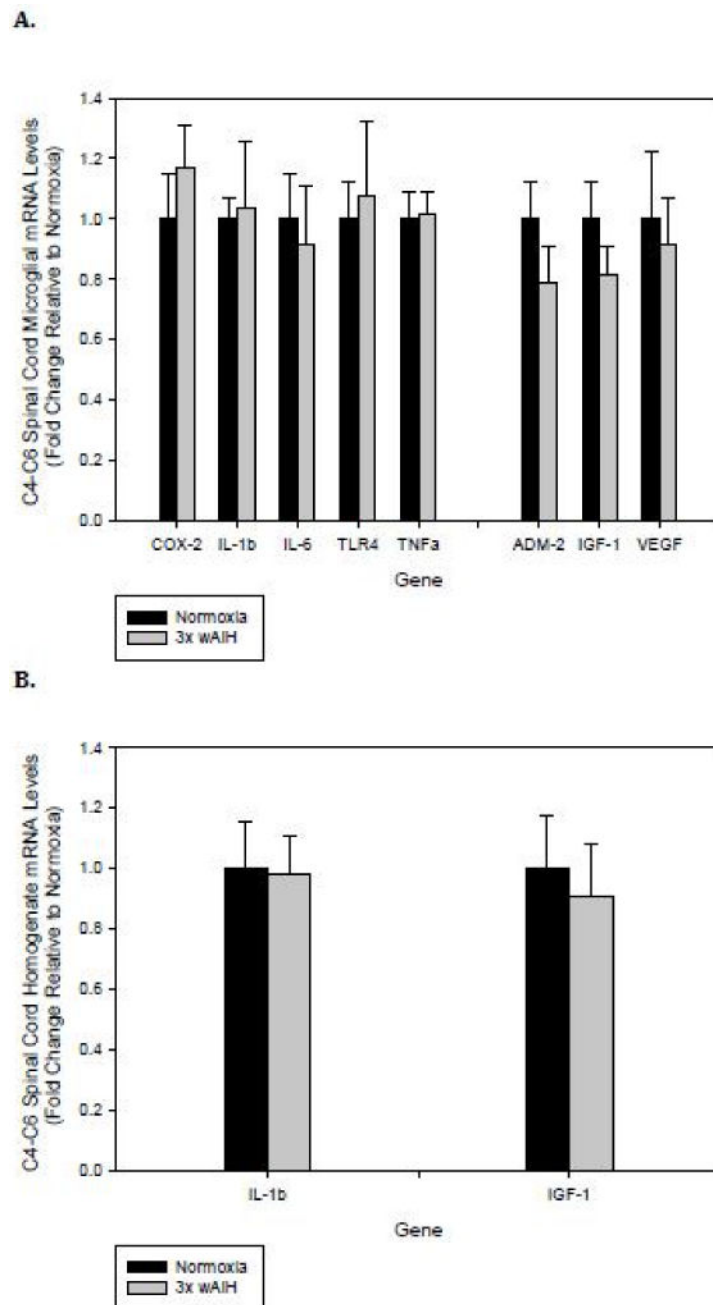 A.
C4-C6 Spinal Cord Microglial mRNA Levels
(Fold Change Relative to Normoxia)
1.4
1.2
1.0
0.8
0.6
0.4
0.2
0.0
COX-2 IL-1b IL-6 TLR4 TNFa ADM-2 IGF-1 VEGF
Gene
Normoxia
3x wAIH
B.
C4-C6 Spinal Cord Homogenate mRNA Levels
(Fold Change Relative to Normoxia)
1.4
1.2
1.0
0.8
0.6
0.4
0.2
0.0
IL-1b IGF-1
Gene
Normoxia
3x wAIH